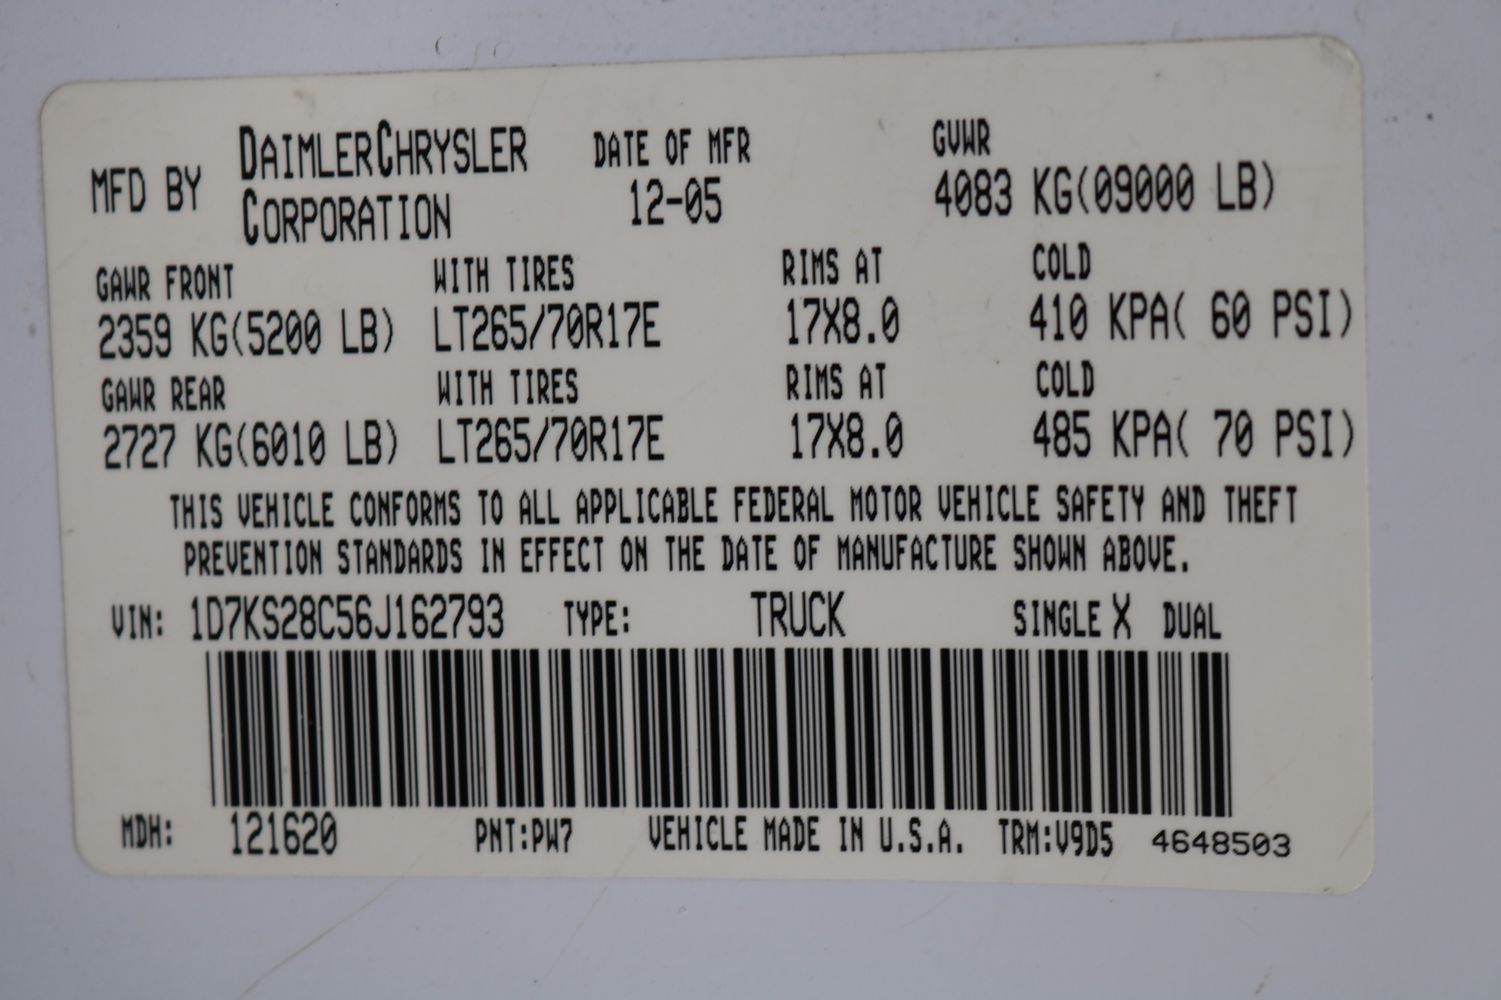 MFD BY DAIMLERCHRYSLER CORPORATION DATE OF MFR 12-05 GVWR 4083 KG(09000 LB)
GAWR FRONT WITH TIRES RIMS AT COLD
2359 KG(5200 LB) LT265/70R17E 17X8.0 410 KPA( 60 PSI)
GAWR REAR WITH TIRES RIMS AT COLD
2727 KG(6010 LB) LT265/70R17E 17X8.0 485 KPA( 70 PSI)
THIS VEHICLE CONFORMS TO ALL APPLICABLE FEDERAL MOTOR VEHICLE SAFETY AND THEFT
PREVENTION STANDARDS IN EFFECT ON THE DATE OF MANUFACTURE SHOWN ABOVE.
VIN: 1D7KS28C56J162793 TYPE: TRUCK SINGLE X DUAL
MDH: 121620 PNT:PW7 VEHICLE MADE IN U.S.A. TRM:V9D5 4648503